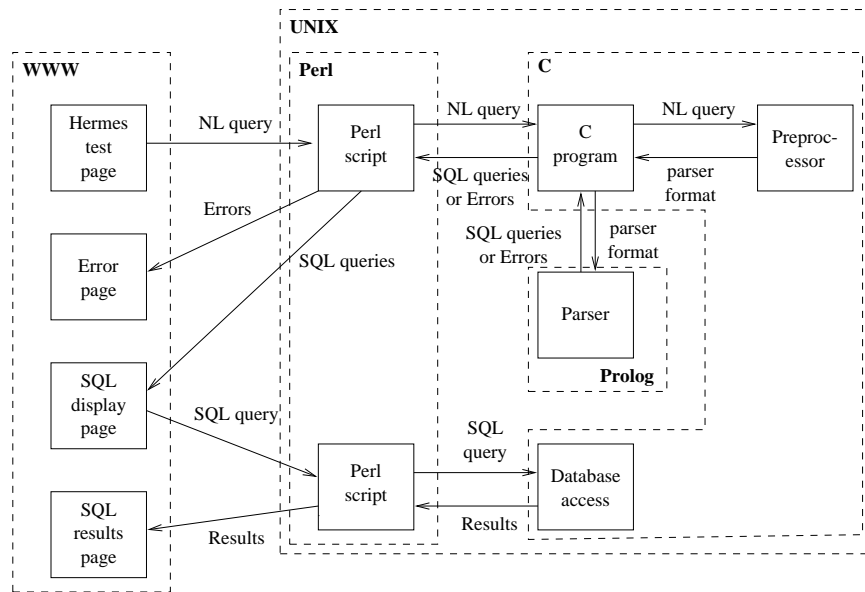 UNIX
WWW
Perl
C
Hermes
test
page
NL query
Perl
script
NL query
C
program
NL query
Preproc-
essor
SQL queries
or Errors
parser
format
Errors
SQL queries
SQL queries
or Errors
parser
format
Error
page
Parser
Prolog
SQL
display
page
SQL query
SQL
query
Perl
script
Database
access
SQL
results
page
Results
Results